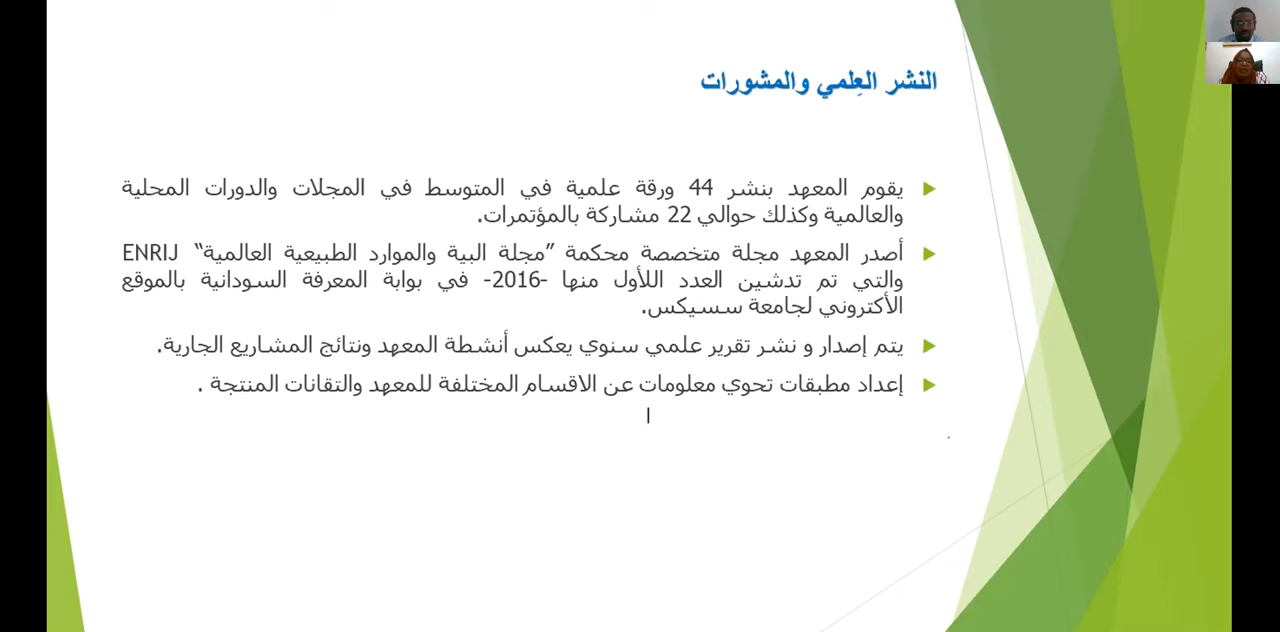 النشر العِلمي والمشورات
يقوم المعهد بنشر 44 ورقة علمية في المتوسط في المجلات والدورات المحلية
والعالمية وكذلك حوالي 22 مشاركة بالمؤتمرات.
أصدر المعهد مجلة متخصصة محكمة ”مجلة البية والموارد الطبيعية العالمية“ ENRIJ
والتي تم تدشين العدد اللأول منها -2016- في بوابة المعرفة السودانية بالموقع
الأكتروني لجامعة سسيكس.
يتم إصدار و نشر تقرير علمي سنوي يعكس أنشطة المعهد ونتائج المشاريع الجارية.
إعداد مطبقات تحوي معلومات عن الاقسام المختلفة للمعهد والتقانات المنتجة .